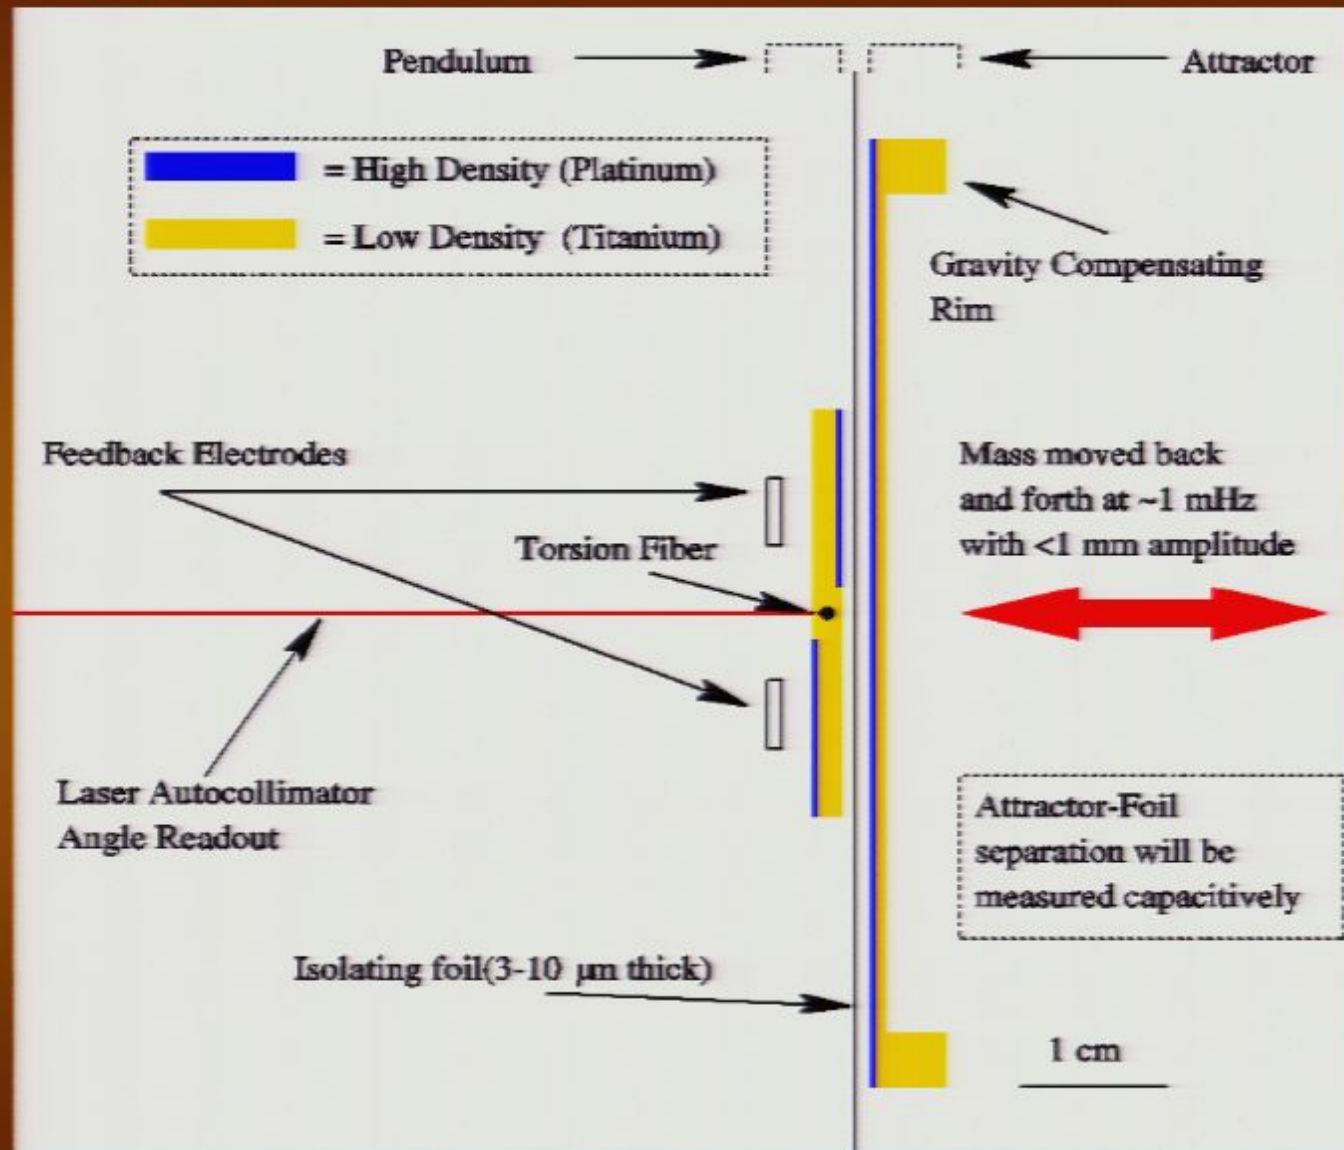 Pendulum
Attractor
= High Density (Platinum)
= Low Density (Titanium)
Gravity Compensating
Rim
Feedback Electrodes
Mass moved back
and forth at ~1 mHz
with <1 mm amplitude
Torsion Fiber
Laser Autocollimator
Angle Readout
Attractor-Foil
separation will be
measured capacitively
Isolating foil(3-10 µm thick)
1 cm